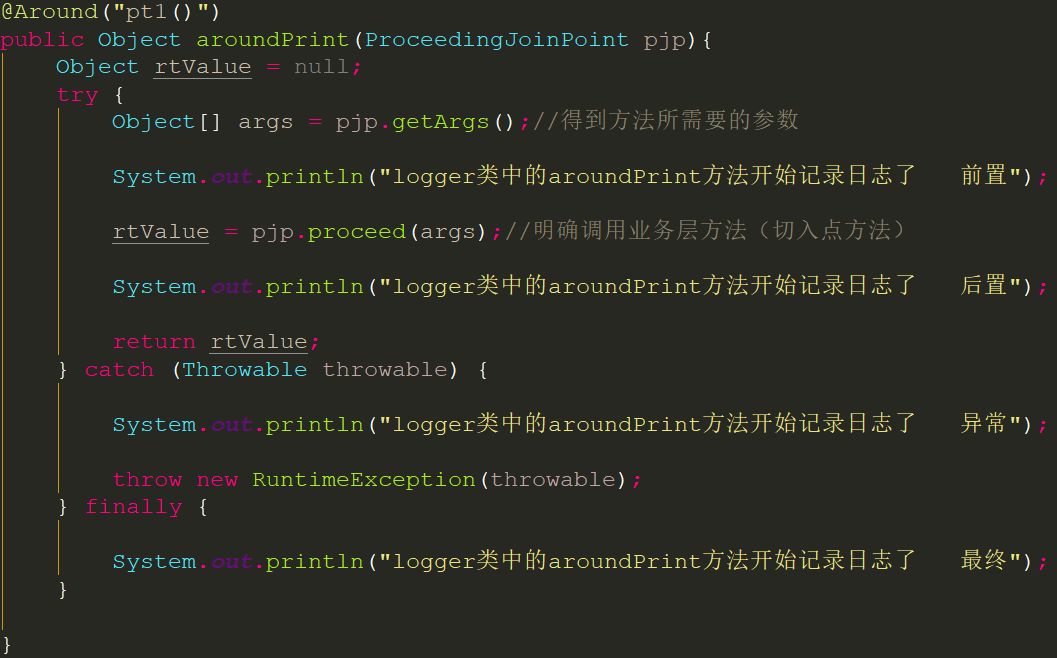 @Around("pt1()")
public Object aroundPrint(ProceedingJoinPoint pjp){
    Object rtValue = null;
    try {
        Object[] args = pjp.getArgs();//得到方法所需要的参数
        System.out.println("logger类中的aroundPrint方法开始记录日志了   前置");
        rtValue = pjp.proceed(args);//明确调用业务层方法（切入点方法）
        System.out.println("logger类中的aroundPrint方法开始记录日志了   后置");
        return rtValue;
    } catch (Throwable throwable) {
        System.out.println("logger类中的aroundPrint方法开始记录日志了   异常");
        throw new RuntimeException(throwable);
    } finally {
        System.out.println("logger类中的aroundPrint方法开始记录日志了   最终");
    }
}